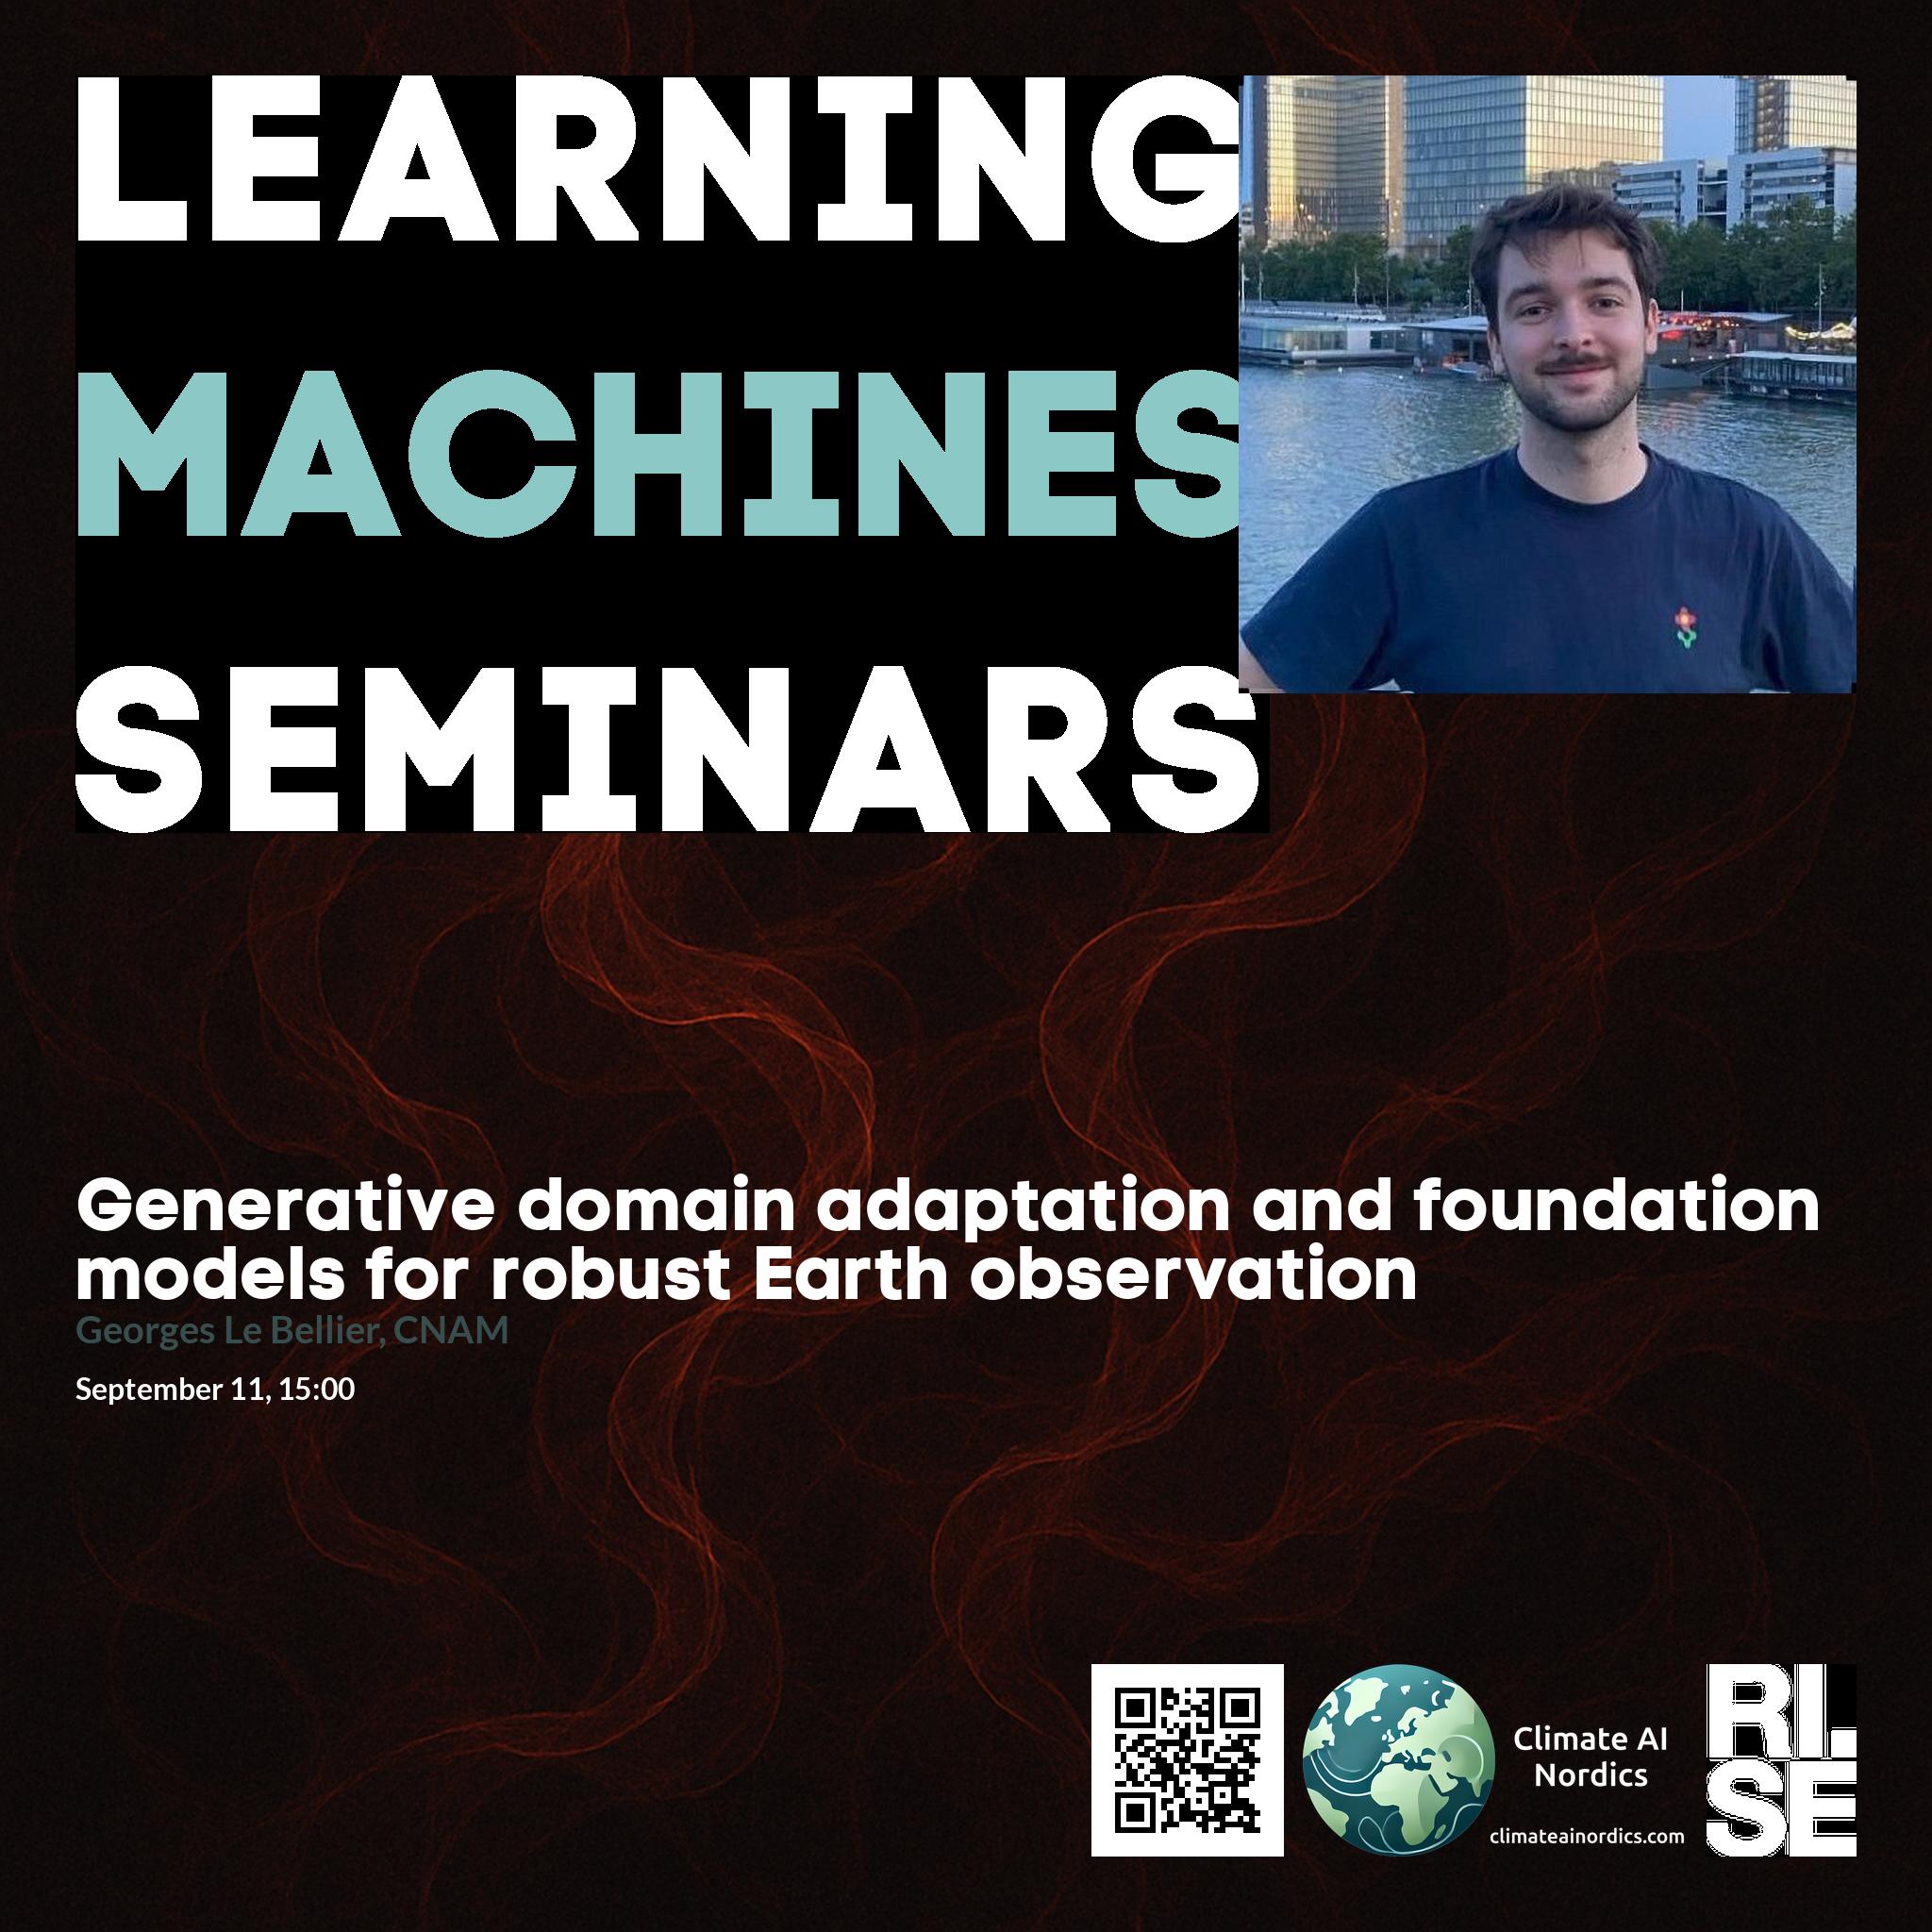 LEARNING
MACHINES
SEMINARS
Generative domain adaptation and foundation
models for robust Earth observation
Georges Le Bellier, CNAM
September 11, 15:00
Climate AI
Nordics
climateainordics.com
RI.
SE